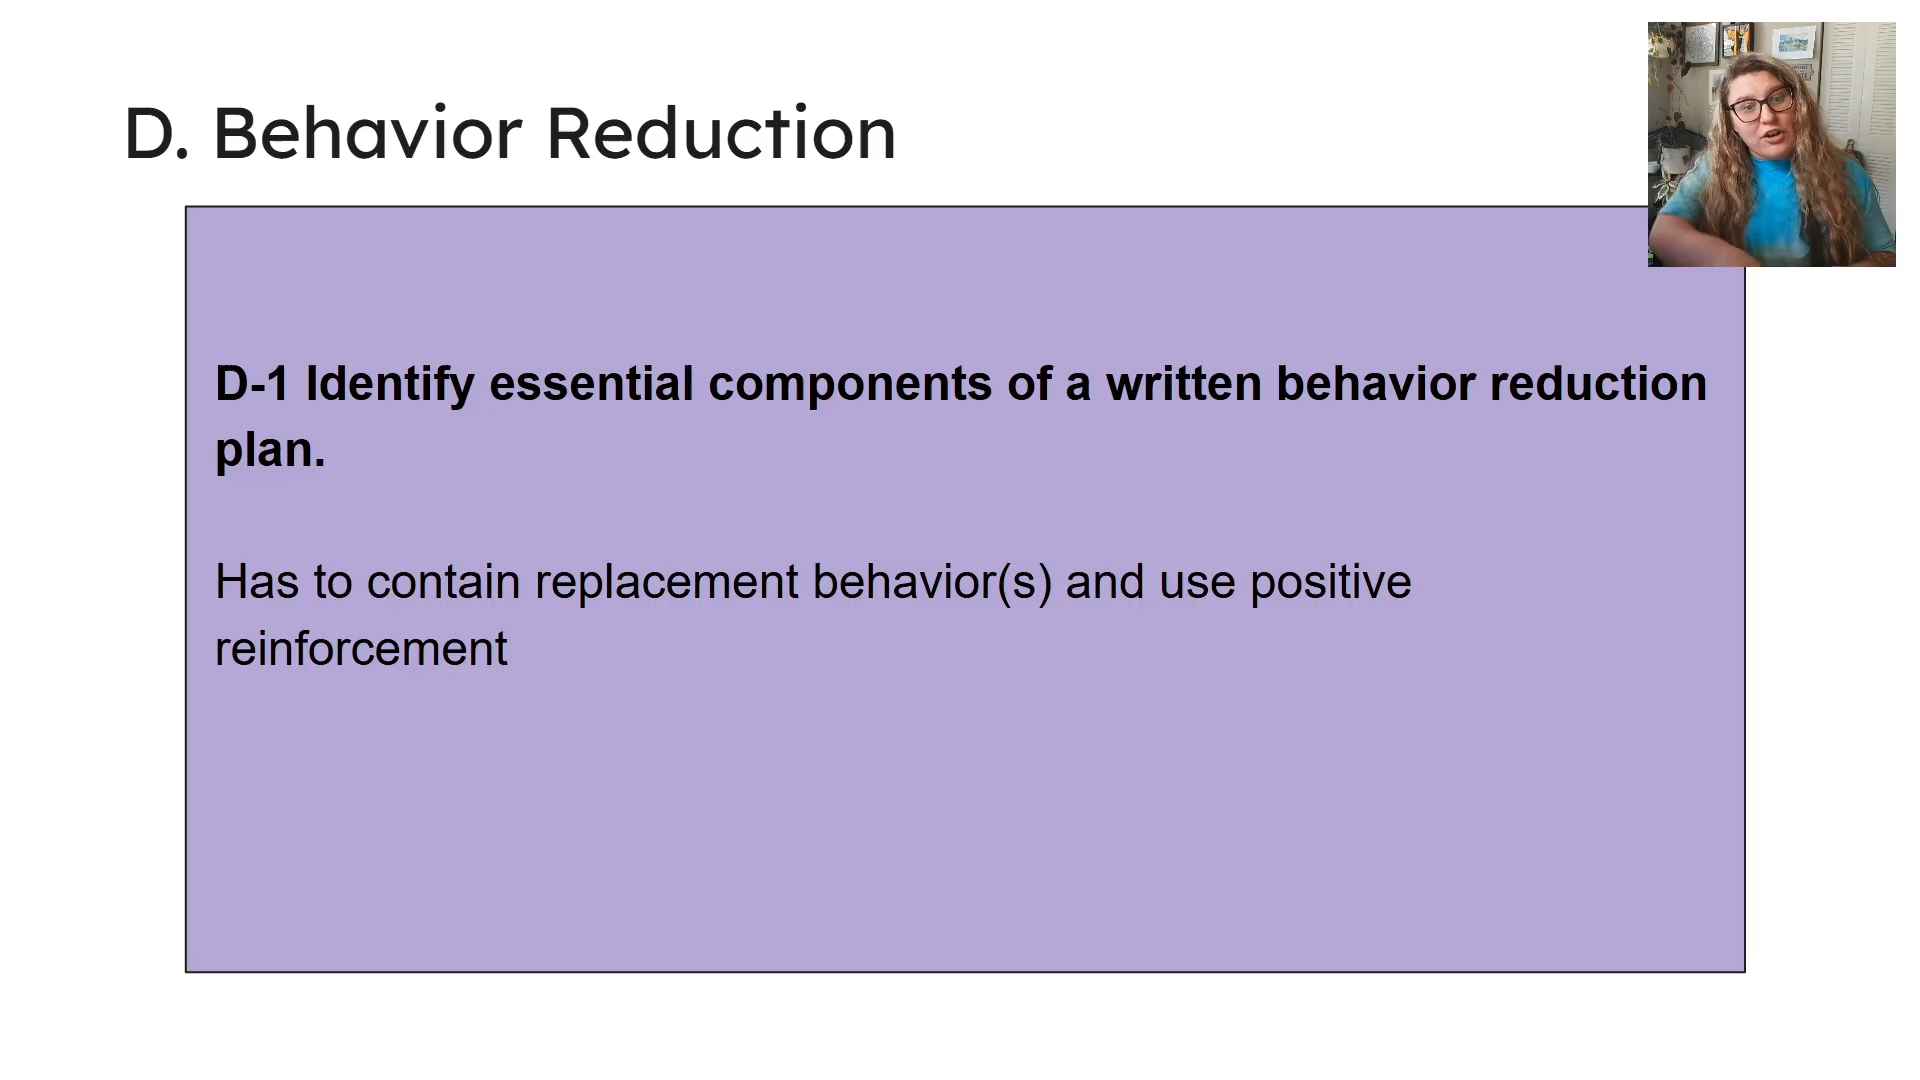 D. Behavior Reduction
D-1 Identify essential components of a written behavior reduction
plan.
Has to contain replacement behavior(s) and use positive
reinforcement